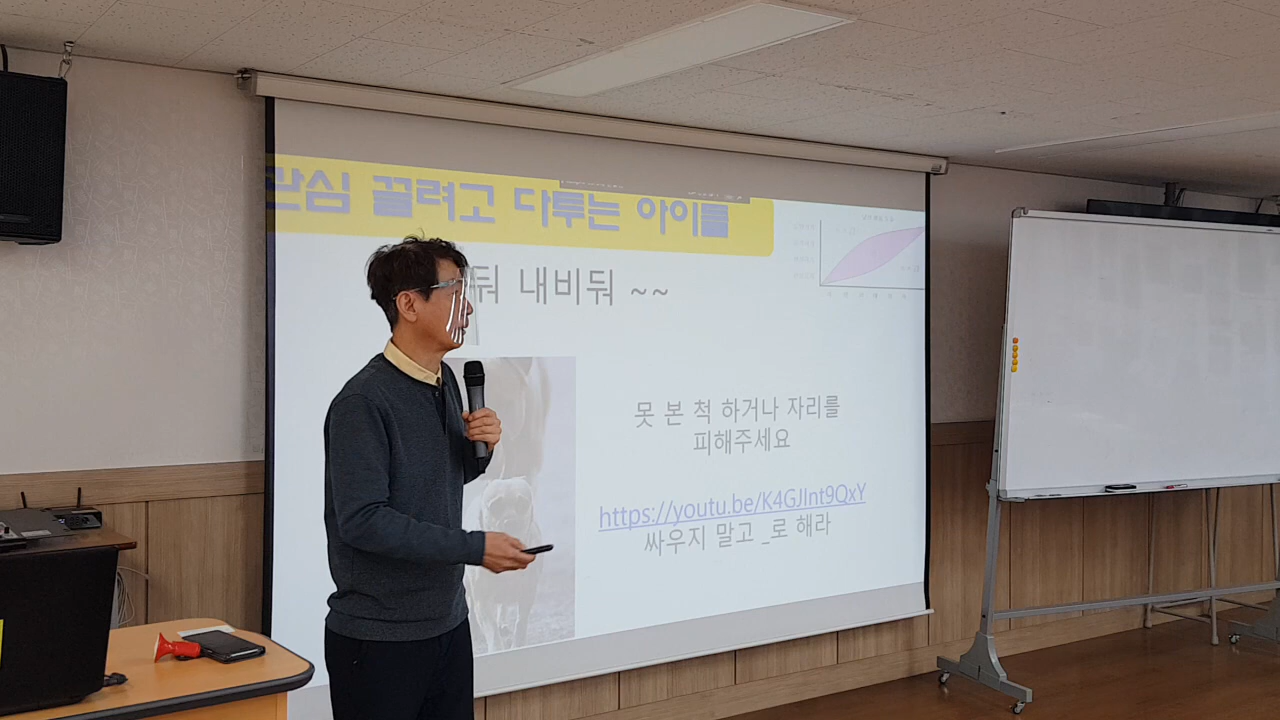 관심 끌려고 다투는 아이들
둬 내비둬 ~~
못 본 척 하거나 자리를
피해주세요
https://youtu.be/K4GJInt9QxY
싸우지 말고 _로 해라